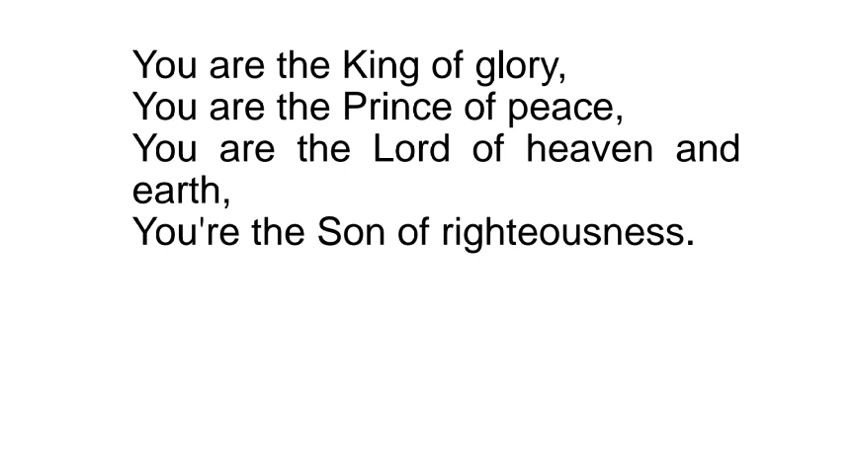 You are the King of glory,
You are the Prince of peace,
You are the Lord of heaven and
earth,
You're the Son of righteousness.